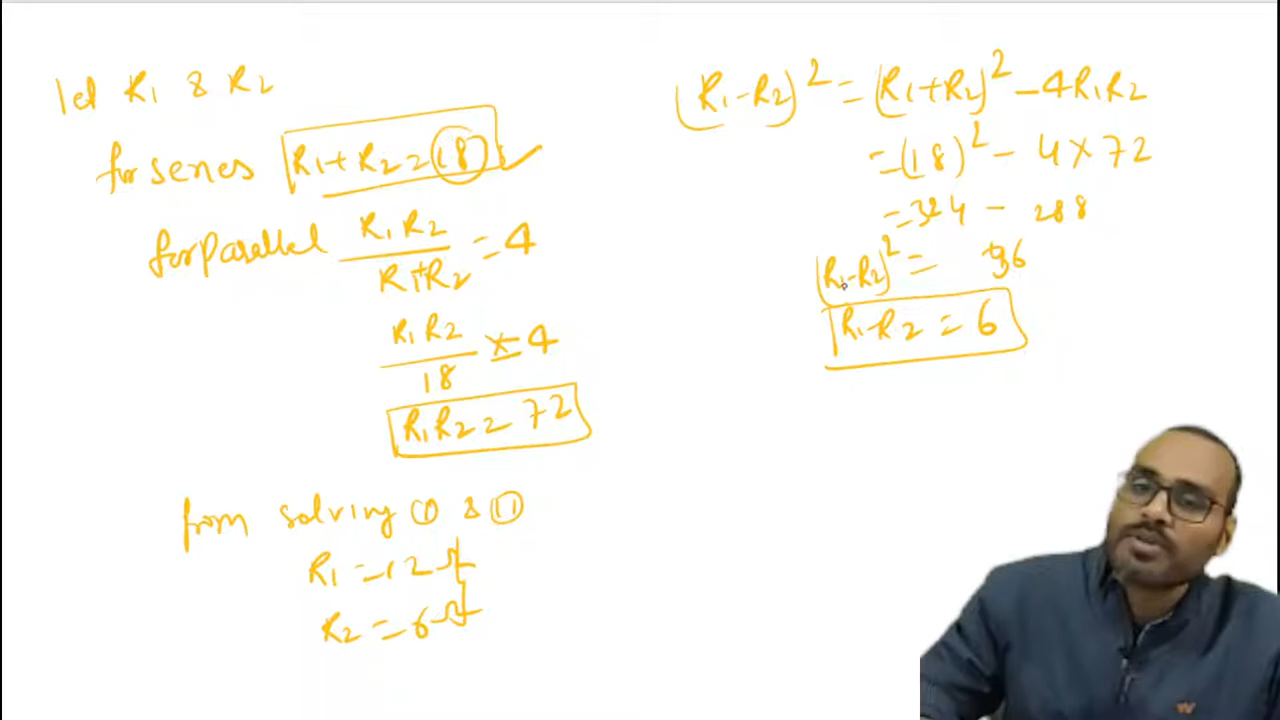 let R1 & R2
for series R1+R2=18
for parallel R1R2/R1+R2=4
R1R2/18=4
R1R2=72
from solving ① & ⑪
R1=12Ω
R2=6Ω
(R1-R2)²=(R1+R2)²-4R1R2
=(18)²-4×72
=324-288
(R1-R2)²=36
R1-R2=6